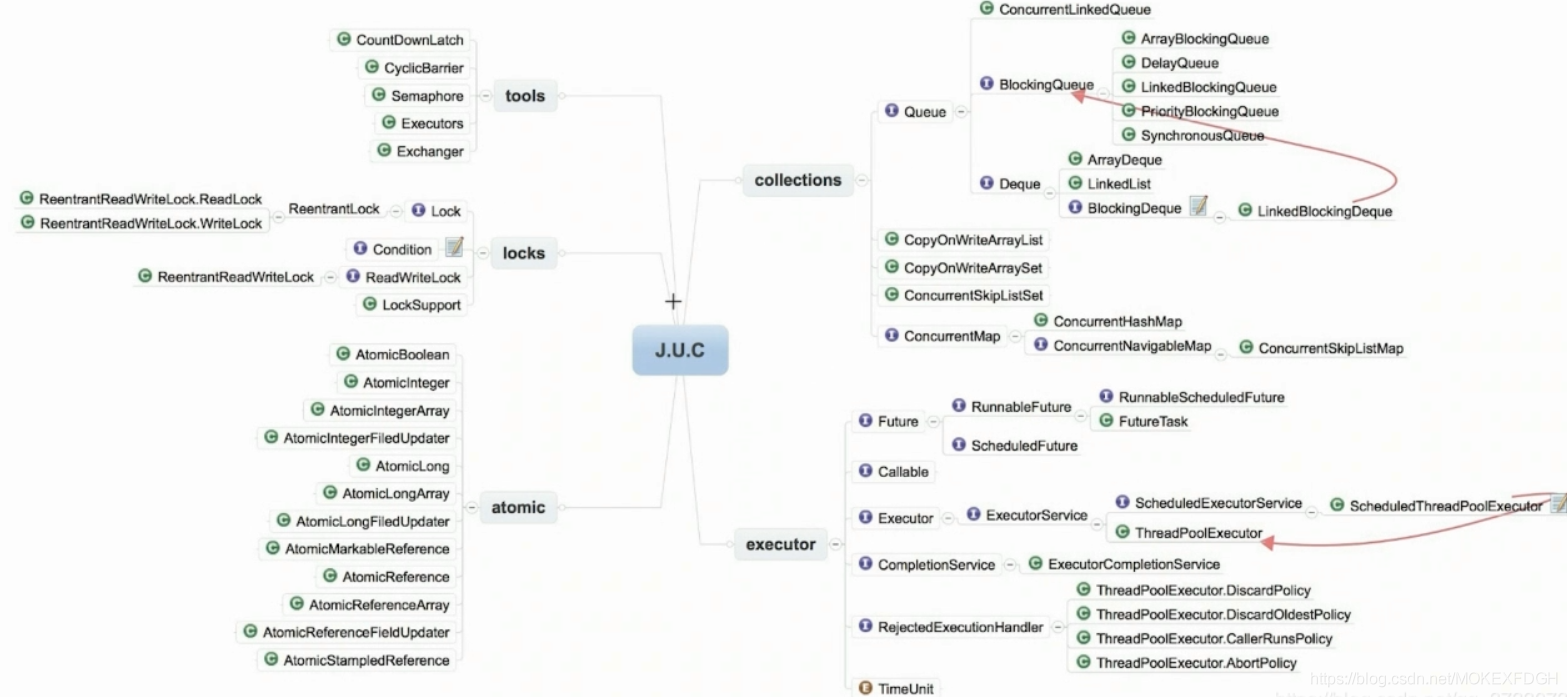 J.U.C
tools
CountDownLatch
CyclicBarrier
Semaphore
Executors
Exchanger
locks
Lock
ReentrantLock
ReentrantReadWriteLock.ReadLock
ReentrantReadWriteLock.WriteLock
Condition
ReadWriteLock
ReentrantReadWriteLock
LockSupport
atomic
AtomicBoolean
AtomicInteger
AtomicIntegerArray
AtomicIntegerFiledUpdater
AtomicLong
AtomicLongArray
AtomicLongFiledUpdater
AtomicMarkableReference
AtomicReference
AtomicReferenceArray
AtomicReferenceFieldUpdater
AtomicStampledReference
collections
Queue
ConcurrentLinkedQueue
BlockingQueue
ArrayBlockingQueue
DelayQueue
LinkedBlockingQueue
PriorityBlockingQueue
SynchronousQueue
Deque
ArrayDeque
LinkedList
BlockingDeque
LinkedBlockingDeque
CopyOnWriteArrayList
CopyOnWriteArraySet
ConcurrentSkipListSet
ConcurrentMap
ConcurrentHashMap
ConcurrentNavigableMap
ConcurrentSkipListMap
executor
Future
RunnableFuture
RunnableScheduledFuture
FutureTask
ScheduledFuture
Callable
Executor
ExecutorService
ScheduledExecutorService
ScheduledThreadPoolExecutor
ThreadPoolExecutor
CompletionService
ExecutorCompletionService
RejectedExecutionHandler
ThreadPoolExecutor.DiscardPolicy
ThreadPoolExecutor.DiscardOldestPolicy
ThreadPoolExecutor.CallerRunsPolicy
ThreadPoolExecutor.AbortPolicy
TimeUnit
https://blog.csdn.net/MOKEXFDGH